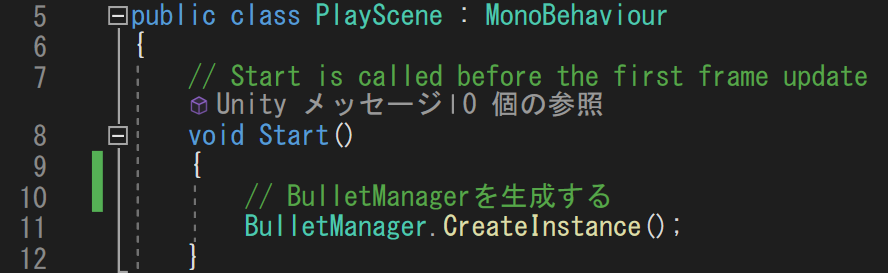 5 public class PlayScene : MonoBehaviour
6 {
7 // Start is called before the first frame update
Unity メッセージ|0 個の参照
8 void Start()
9 {
10 // BulletManagerを生成する
11 BulletManager.CreateInstance();
12 }